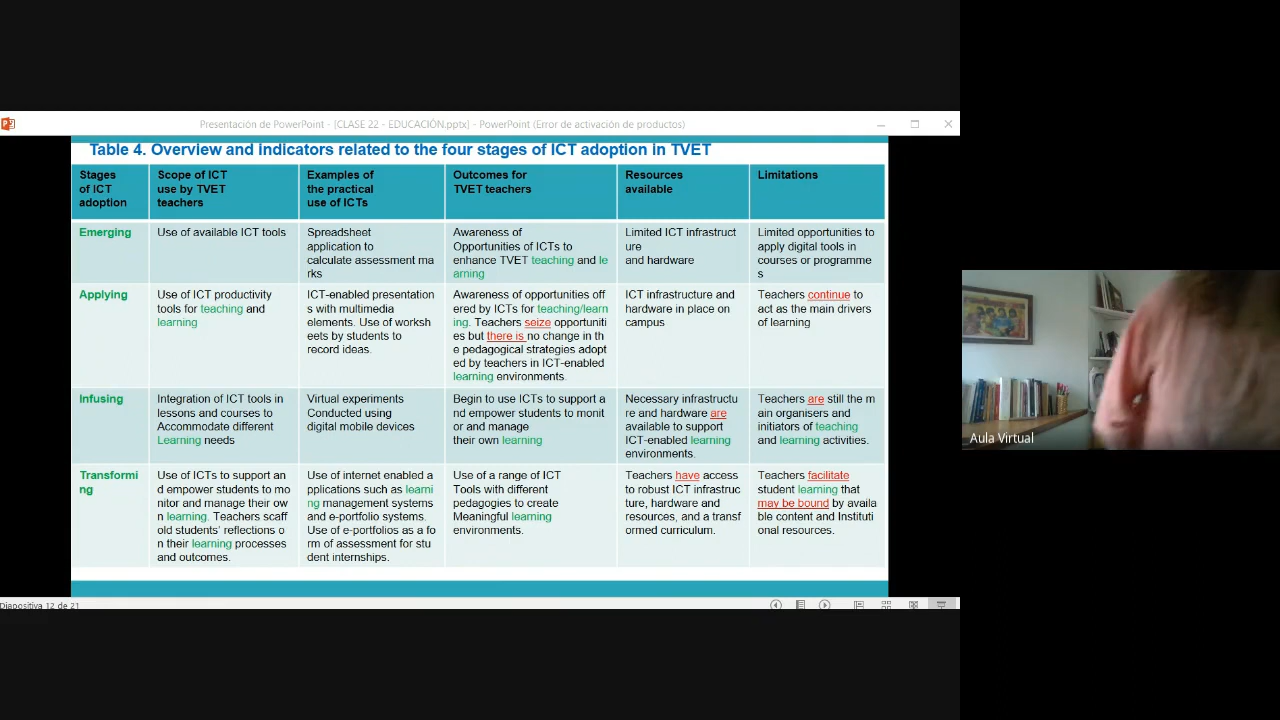 Presentación de PowerPoint - [CLASE 22 - EDUCACIÓN.pptx] - PowerPoint (Error de activación de productos)
Table 4. Overview and indicators related to the four stages of ICT adoption in TVET
Stages
of ICT
adoption
Scope of ICT
use by TVET
teachers
Examples of
the practical
use of ICTs
Outcomes for
TVET teachers
Resources
available
Limitations
Emerging
Use of available ICT tools
Spreadsheet
application to
calculate assessment ma
rks
Awareness of
Opportunities of ICTs to
enhance TVET teaching and le
arning
Limited ICT infrastruct
ure
and hardware
Limited opportunities to
apply digital tools in
courses or programme
s
Applying
Use of ICT productivity
tools for teaching and
learning
ICT-enabled presentation
s with multimedia
elements. Use of worksh
eets by students to
record ideas.
Awareness of opportunities off
ered by ICTs for teaching/learn
ing. Teachers seize opportuniti
es but there is no change in th
e pedagogical strategies adopt
ed by teachers in ICT-enabled
learning environments.
ICT infrastructure and
hardware in place on
campus
Teachers continue to
act as the main drivers
of learning
Infusing
Integration of ICT tools in
lessons and courses to
Accommodate different
Learning needs
Virtual experiments
Conducted using
digital mobile devices
Begin to use ICTs to support a
nd empower students to monit
or and manage
their own learning
Necessary infrastructu
re and hardware are
available to support
ICT-enabled learning
environments.
Teachers are still the m
ain organisers and
initiators of teaching
and learning activities.
Transformi
ng
Use of ICTs to support an
d empower students to mo
nitor and manage their ow
n learning. Teachers scaff
old students' reflections o
n their learning processes
and outcomes.
Use of internet enabled a
pplications such as learni
ng management systems
and e-portfolio systems.
Use of e-portfolios as a fo
rm of assessment for stu
dent internships.
Use of a range of ICT
Tools with different
pedagogies to create
Meaningful learning
environments.
Teachers have access
to robust ICT infrastruc
ture, hardware and
resources, and a transf
ormed curriculum.
Teachers facilitate
student learning that
may be bound by availa
ble content and Instituti
onal resources.
Diapositiva 12 de 21
Aula Virtual